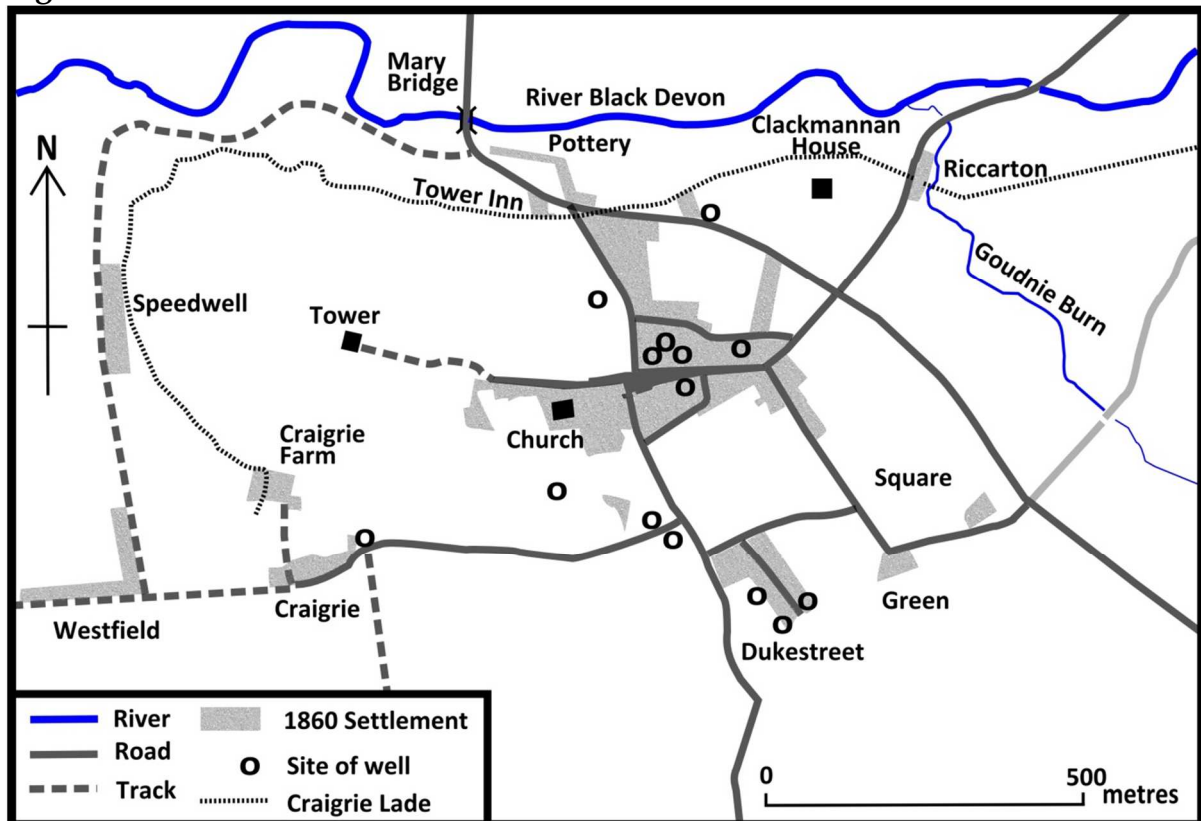 Mary
Bridge
River Black Devon
Pottery
Clackmannan
House
N
Tower Inn
Riccarton
Goudnie Burn
Speedwell
Tower
Craigrie
Farm
Church
Square
Craigrie
Green
Westfield
Dukestreet
River
1860 Settlement
Road
Site of well
Track
Craigrie Lade
0
500
metres